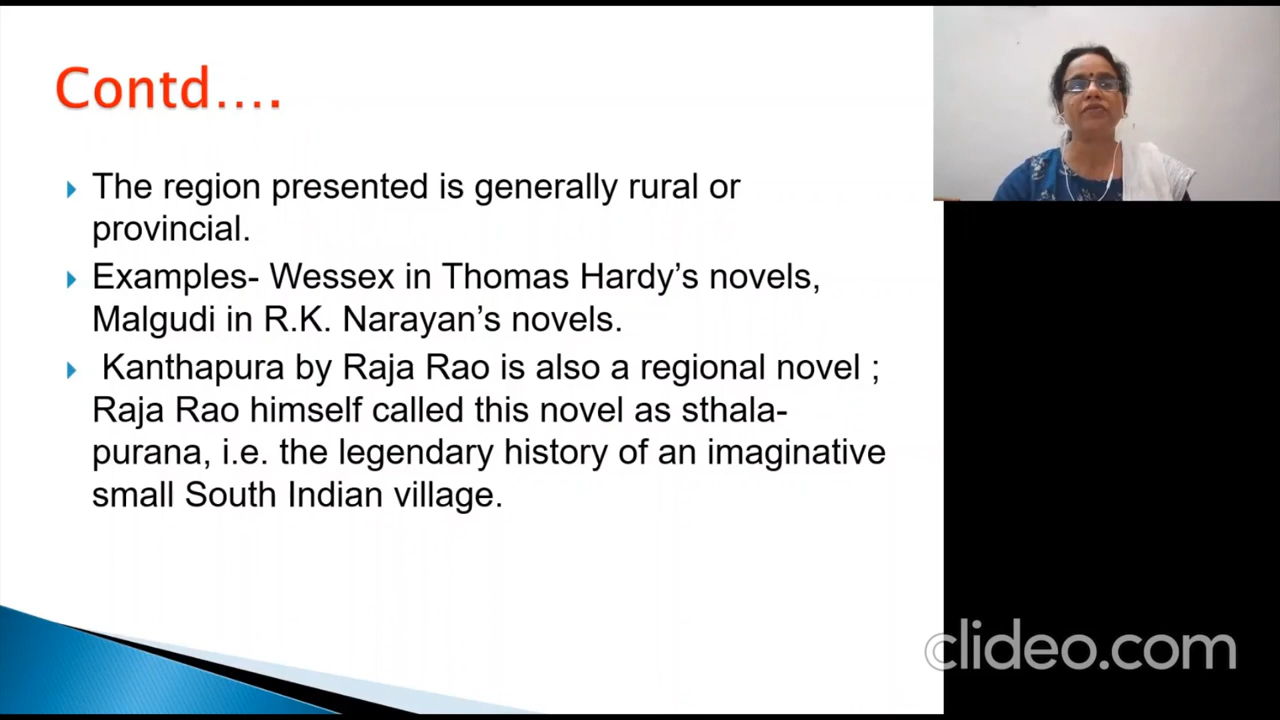 Contd....
The region presented is generally rural or
provincial.
Examples- Wessex in Thomas Hardy’s novels,
Malgudi in R.K. Narayan’s novels.
Kanthapura by Raja Rao is also a regional novel ;
Raja Rao himself called this novel as sthala-
purana, i.e. the legendary history of an imaginative
small South Indian village.
clideo.com